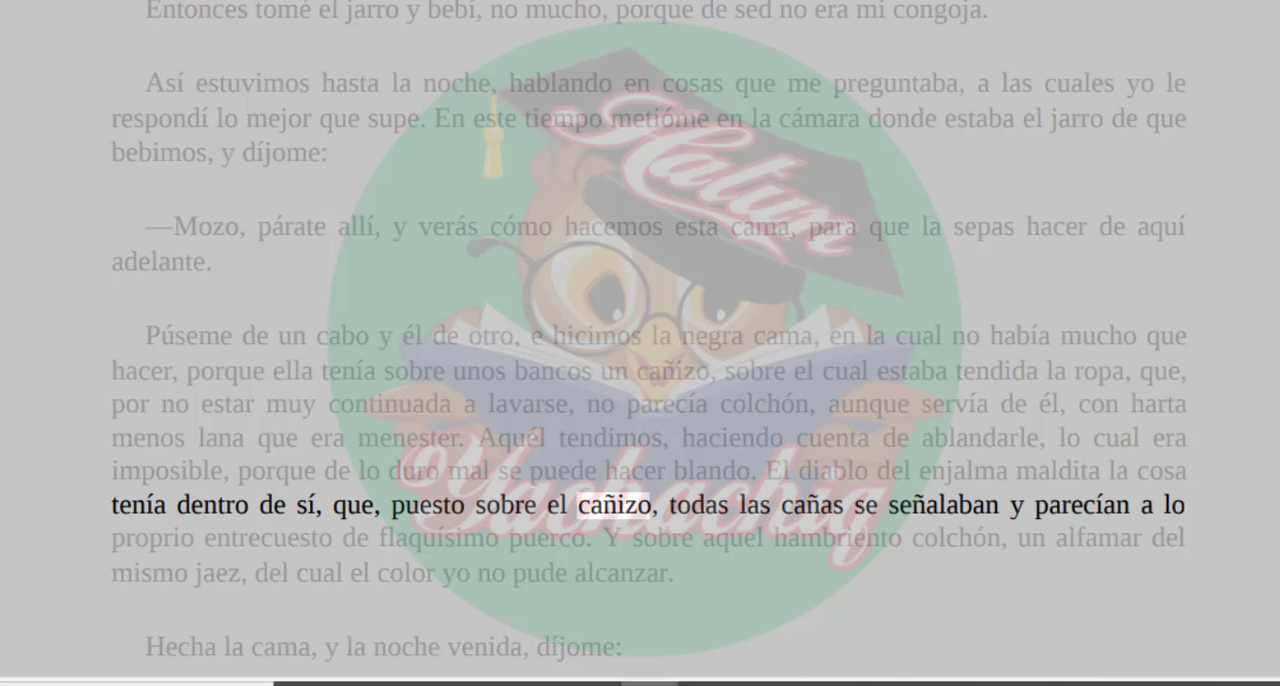 Entonces tomé el jarro y bebí, no mucho, porque de sed no era mi congoja.
Así estuvimos hasta la noche, hablando en cosas que me preguntaba, a las cuales yo le
respondí lo mejor que supe. En este tiempo metióme en la cámara donde estaba el jarro de que
bebimos, y díjome:
—Mozo, párate allí, y verás cómo hacemos esta cama, para que la sepas hacer de aquí
adelante.
Púseme de un cabo y él de otro, e hicimos la negra cama, en la cual no había mucho que
hacer, porque ella tenía sobre unos bancos un cañizo, sobre el cual estaba tendida la ropa, que,
por no estar muy continuada a lavarse, no parecía colchón, aunque servía de él, con harta
menos lana que era menester. Aquél tendimos, haciendo cuenta de ablandarle, lo cual era
imposible, porque de lo duro mal se puede hacer blando. El diablo del enjalma maldita la cosa
tenía dentro de sí, que, puesto sobre el cañizo, todas las cañas se señalaban y parecían a lo
proprio entrecuesto de flaquísimo puerco. Y sobre aquel hambriento colchón, un alfamar del
mismo jaez, del cual el color yo no pude alcanzar.
Hecha la cama, y la noche venida, díjome:
Hatun
Yachachiq